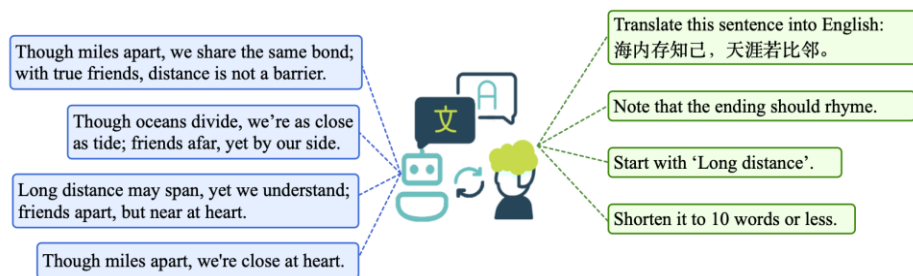 Though miles apart, we share the same bond;
with true friends, distance is not a barrier.
Though oceans divide, we're as close
as tide; friends afar, yet by our side.
Long distance may span, yet we understand;
friends apart, but near at heart.
Though miles apart, we're close at heart.
文
A
Translate this sentence into English:
海内存知己，天涯若比邻。
Note that the ending should rhyme.
Start with ‘Long distance’.
Shorten it to 10 words or less.